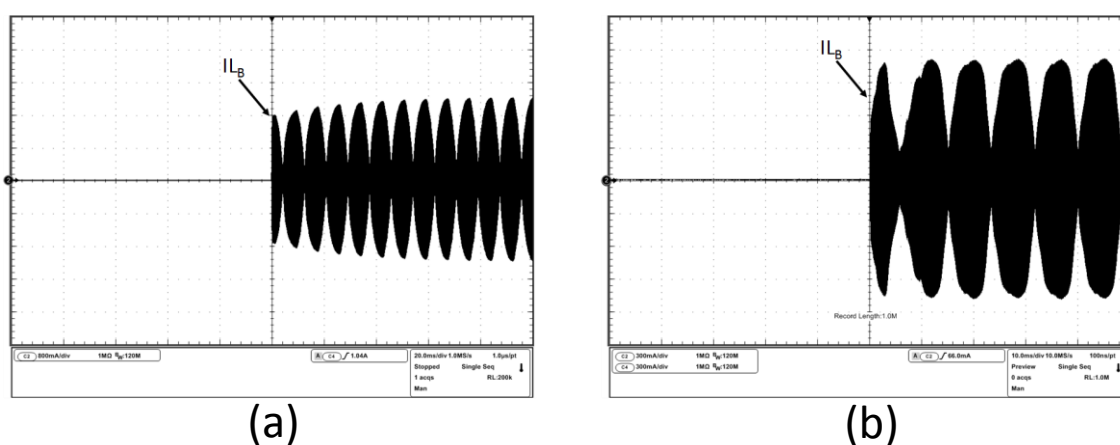 IL_B
2
C2 800mA/div 1MΩ B_W:120M
A C4 ∫ 1.04A
20.0ms/div 1.0MS/s 1.0µs/pt
Stopped Single Seq
1 acqs RL:200k
Man
(a)
IL_B
2
Record Length:1.0M
C2 300mA/div 1MΩ B_W:120M
C4 300mA/div 1MΩ B_W:120M
A C2 ∫ 66.0mA
10.0ms/div 10.0MS/s 100ns/pt
Preview Single Seq
0 acqs RL:1.0M
Man
(b)